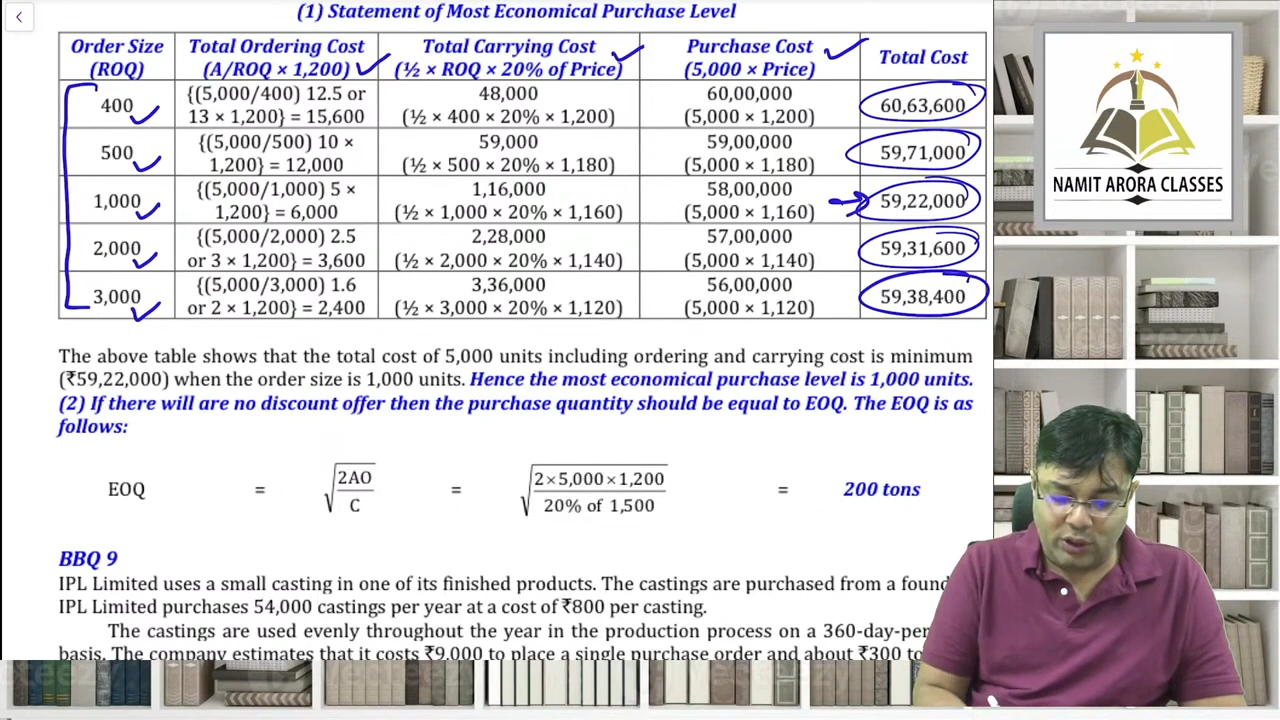 (1) Statement of Most Economical Purchase Level
Order Size (ROQ) | Total Ordering Cost (A/ROQ × 1,200) | Total Carrying Cost (½ × ROQ × 20% of Price) | Purchase Cost (5,000 × Price) | Total Cost
400 | {(5,000/400) 12.5 or 13 × 1,200} = 15,600 | 48,000 (½ × 400 × 20% × 1,200) | 60,00,000 (5,000 × 1,200) | 60,63,600
500 | {(5,000/500) 10 × 1,200} = 12,000 | 59,000 (½ × 500 × 20% × 1,180) | 59,00,000 (5,000 × 1,180) | 59,71,000
1,000 | {(5,000/1,000) 5 × 1,200} = 6,000 | 1,16,000 (½ × 1,000 × 20% × 1,160) | 58,00,000 (5,000 × 1,160) | 59,22,000
2,000 | {(5,000/2,000) 2.5 or 3 × 1,200} = 3,600 | 2,28,000 (½ × 2,000 × 20% × 1,140) | 57,00,000 (5,000 × 1,140) | 59,31,600
3,000 | {(5,000/3,000) 1.6 or 2 × 1,200} = 2,400 | 3,36,000 (½ × 3,000 × 20% × 1,120) | 56,00,000 (5,000 × 1,120) | 59,38,400
The above table shows that the total cost of 5,000 units including ordering and carrying cost is minimum
(₹59,22,000) when the order size is 1,000 units. Hence the most economical purchase level is 1,000 units.
(2) If there will are no discount offer then the purchase quantity should be equal to EOQ. The EOQ is as
follows:
EOQ = √(2AO/C) = √(2×5,000×1,200/20% of 1,500) = 200 tons
BBQ 9
IPL Limited uses a small casting in one of its finished products. The castings are purchased from a
IPL Limited purchases 54,000 castings per year at a cost of ₹800 per casting.
The castings are used evenly throughout the year in the production process on a 360-day-per
basis. The company estimates that it costs ₹9,000 to place a single purchase order and about ₹300
NAMIT ARORA CLASSES